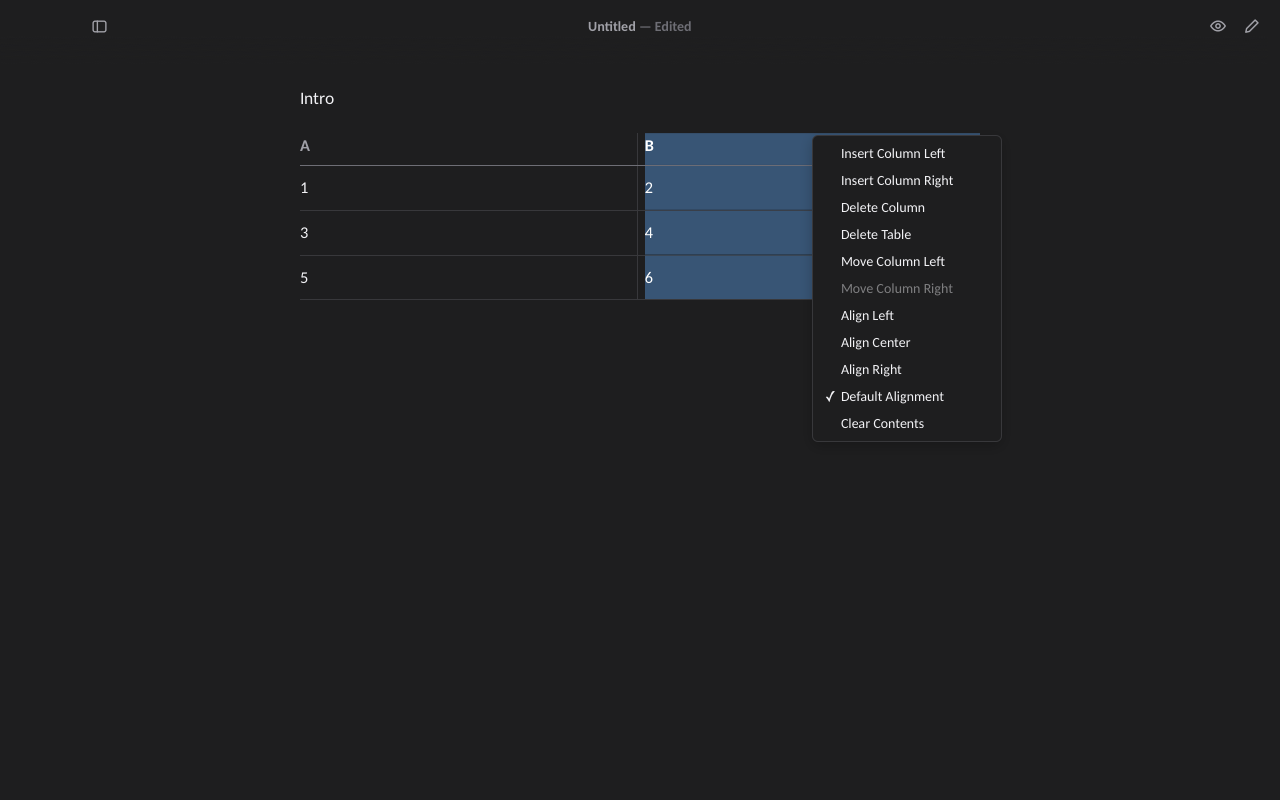 Untitled — Edited
Intro
A B
1 2
3 4
5 6
Insert Column Left
Insert Column Right
Delete Column
Delete Table
Move Column Left
Move Column Right
Align Left
Align Center
Align Right
✓ Default Alignment
Clear Contents